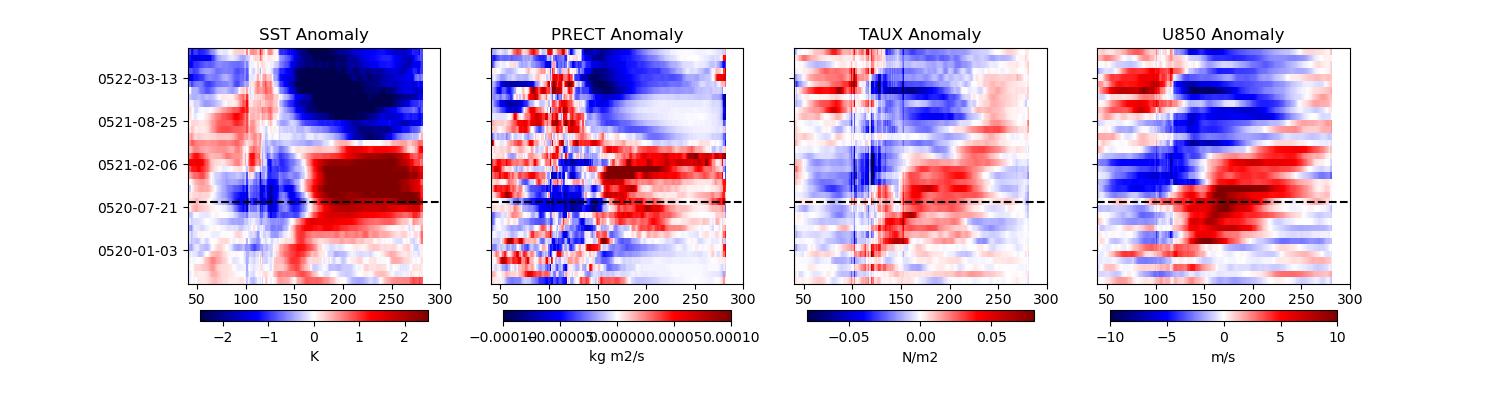 SST Anomaly
PRECT Anomaly
TAUX Anomaly
U850 Anomaly
0522-03-13
0521-08-25
0521-02-06
0520-07-21
0520-01-03
50 100 150 200 250 300
50 100 150 200 250 300
50 100 150 200 250 300
50 100 150 200 250 300
−2 −1 0 1 2
−0.00010 −0.00005 0.00000 0.00005 0.00010
−0.05 0.00 0.05
−10 −5 0 5 10
K
kg m2/s
N/m2
m/s